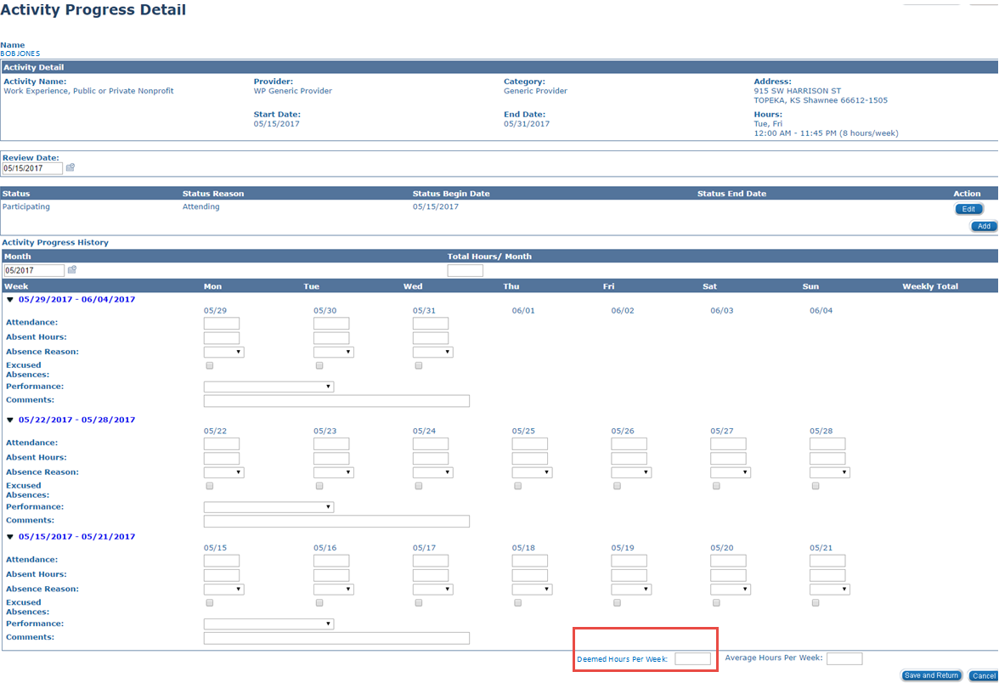 Activity Progress Detail
Name
BOBJONES
Activity Detail
Activity Name: Provider: Category: Address:
Work Experience, Public or Private Nonprofit WP Generic Provider Generic Provider 915 SW HARRISON ST
TOPEKA, KS Shawnee 66612-1505
Start Date: End Date: Hours:
05/15/2017 05/31/2017 Tue, Fri
12:00 AM - 11:45 PM (8 hours/week)
Review Date:
05/15/2017
Status Status Reason Status Begin Date Status End Date Action
Participating Attending 05/15/2017 Edit
Add
Activity Progress History
Month Total Hours/ Month
05/2017
Week Mon Tue Wed Thu Fri Sat Sun Weekly Total
05/29/2017 - 06/04/2017
05/29 05/30 05/31 06/01 06/02 06/03 06/04
Attendance:
Absent Hours:
Absence Reason:
Excused
Absences:
Performance:
Comments:
05/22/2017 - 05/28/2017
05/22 05/23 05/24 05/25 05/26 05/27 05/28
Attendance:
Absent Hours:
Absence Reason:
Excused
Absences:
Performance:
Comments:
05/15/2017 - 05/21/2017
05/15 05/16 05/17 05/18 05/19 05/20 05/21
Attendance:
Absent Hours:
Absence Reason:
Excused
Absences:
Performance:
Comments:
Deemed Hours Per Week: Average Hours Per Week:
Save and Return Cancel